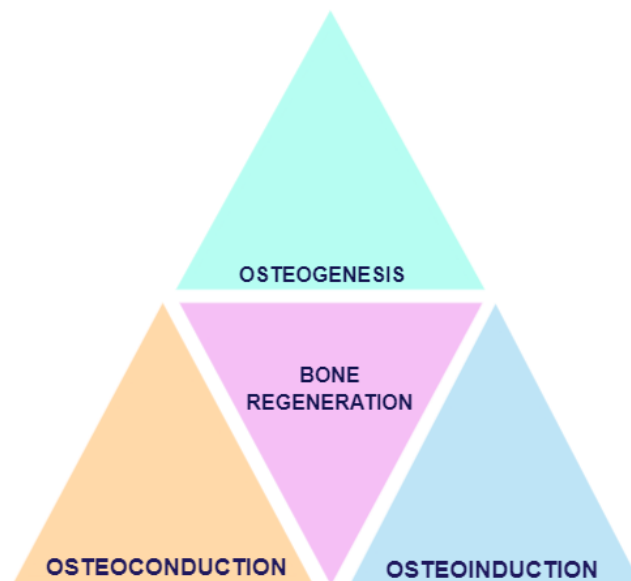 OSTEOGENESIS
BONE
REGENERATION
OSTEOCONDUCTION
OSTEOINDUCTION